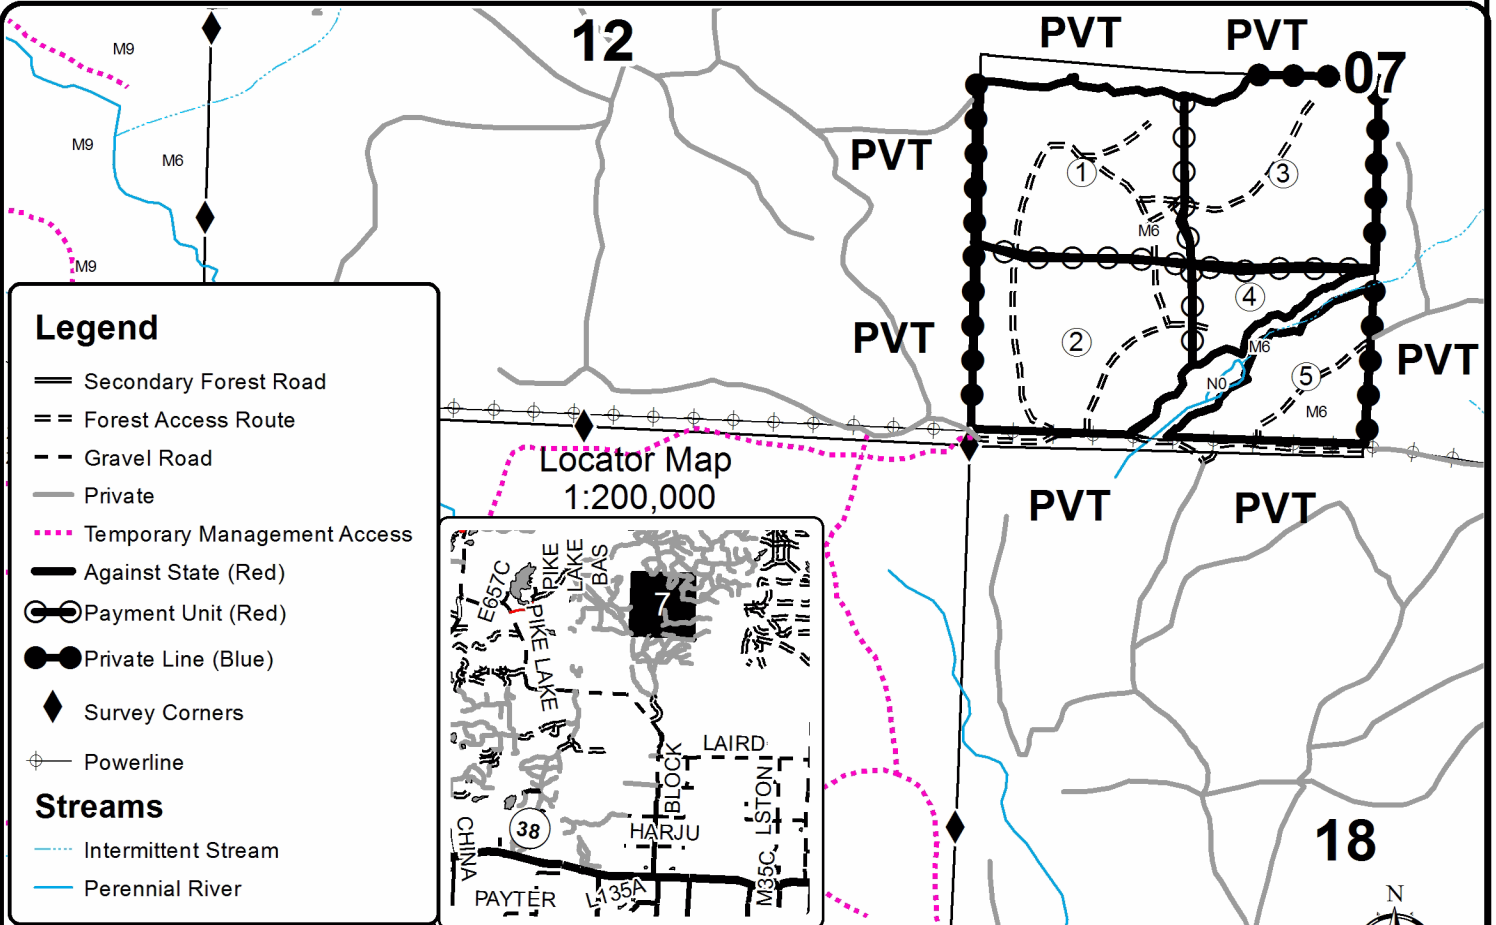 12
PVT
PVT
07
M9
M9
M6
M9
PVT
1
3
M6
PVT
4
2
M6
5
N0
M6
PVT
Legend
Secondary Forest Road
Forest Access Route
Gravel Road
Private
Temporary Management Access
Against State (Red)
Payment Unit (Red)
Private Line (Blue)
Survey Corners
Powerline
Streams
Intermittent Stream
Perennial River
Locator Map
1:200,000
PVT
PVT
E657C
PIKE
LAKE
BAS
7
PIKE LAKE
BLOCK
LAIRD
LSTON
38
HARJU
CHINA
PAYTER
L135A
M35C
18
N